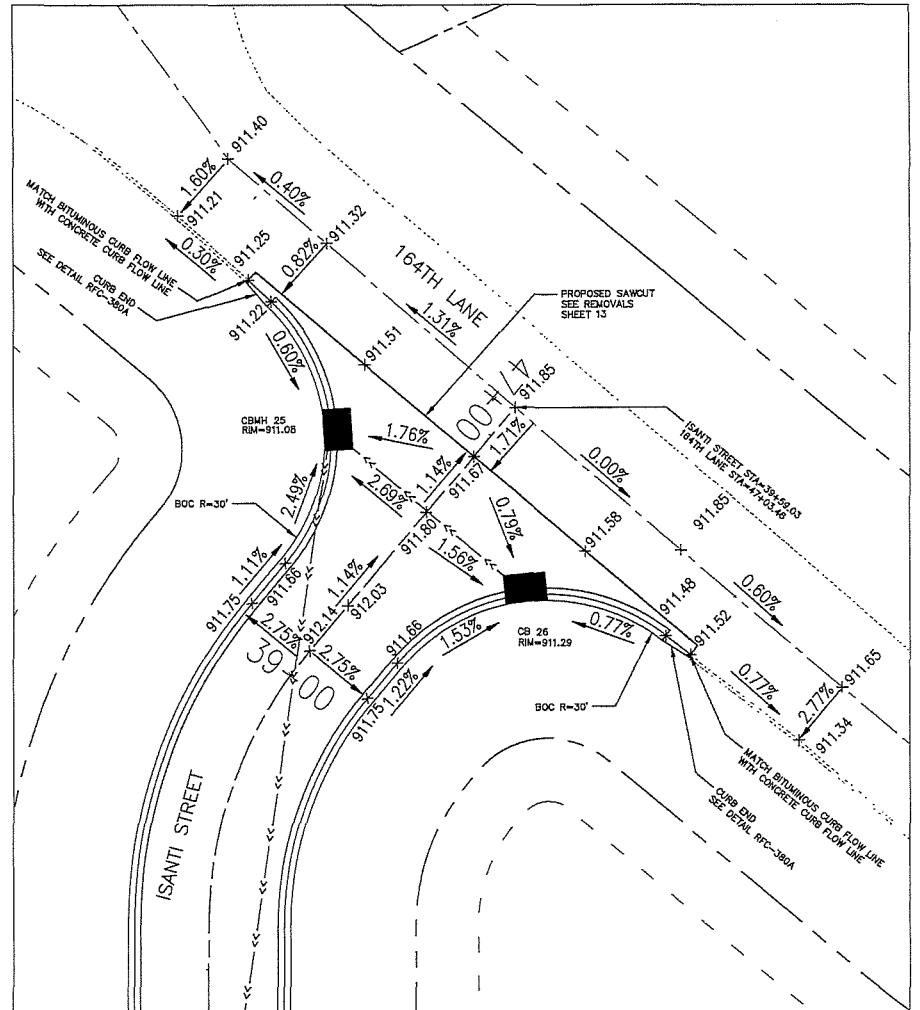 911.40
1.60%
911.21
0.40%
MATCH BITUMINOUS CURB FLOW LINE
WITH CONCRETE CURB FLOW LINE
0.30%
911.25
911.32
0.82%
164TH LANE
SEE DETAIL RFC-380A
CURB END
911.22
0.60%
1.31%
PROPOSED SAWCUT
SEE REMOVALS
SHEET 13
911.51
47+00
911.85
CBMH 25
RIM=911.08
1.76%
1.71%
ISANTI STREET STA=39+59.03
164TH LANE STA=47+03.46
1.14%
911.67
0.00%
2.49%
2.69%
911.80
0.79%
911.85
BOC R=30'
1.11%
911.66
1.14%
1.56%
911.58
0.60%
911.75
912.03
911.48
912.14
911.52
2.75%
39+00
2.75%
911.66
1.53%
CB 26
RIM=911.29
0.77%
911.65
1.22%
911.75
BOC R=30'
0.77%
2.77%
911.34
MATCH BITUMINOUS CURB FLOW LINE
WITH CONCRETE CURB FLOW LINE
CURB END
SEE DETAIL RFC-380A
ISANTI STREET